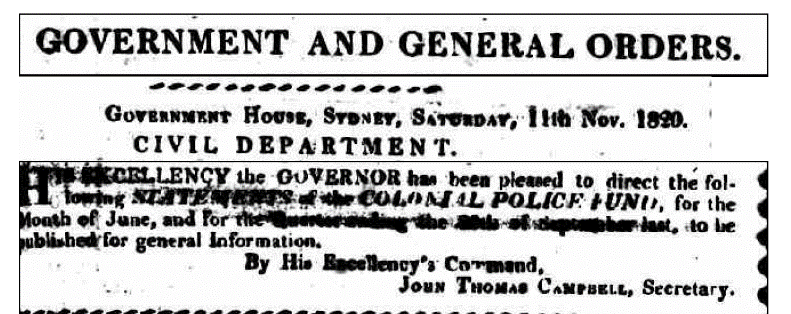 GOVERNMENT AND GENERAL ORDERS.
GOVERNMENT HOUSE, SYDNEY, SATURDAY, 11th Nov. 1820.
CIVIL DEPARTMENT.
HIS EXCELLENCY the GOVERNOR has been pleased to direct the fol-
lowing STATEMENTS of the COLONIAL POLICE FUND, for the
Month of June, and for the Quarter ending the 30th of September last, to be
published for general Information.
By His Excellency's Command,
JOHN THOMAS CAMPBELL, Secretary.